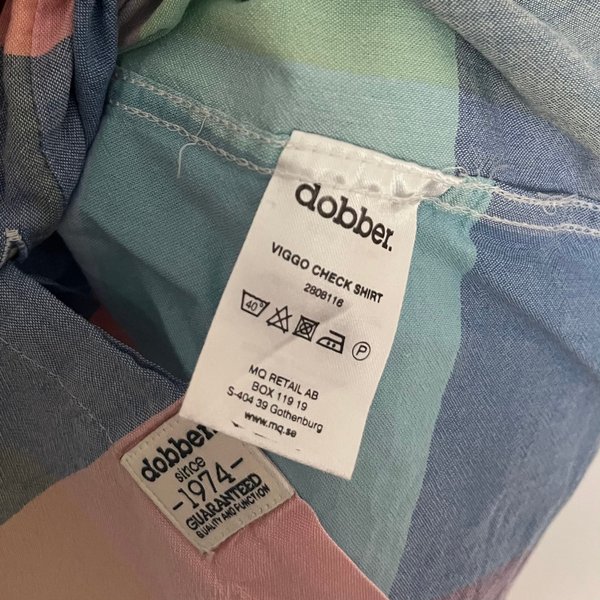 dobber.
VIGGO CHECK SHIRT
2808116
40°
P
MQ RETAIL AB
BOX 119 19
S-404 39 Gothenburg
www.mq.se
dobber.
since
-1974-
GUARANTEED
QUALITY AND FUNCTION